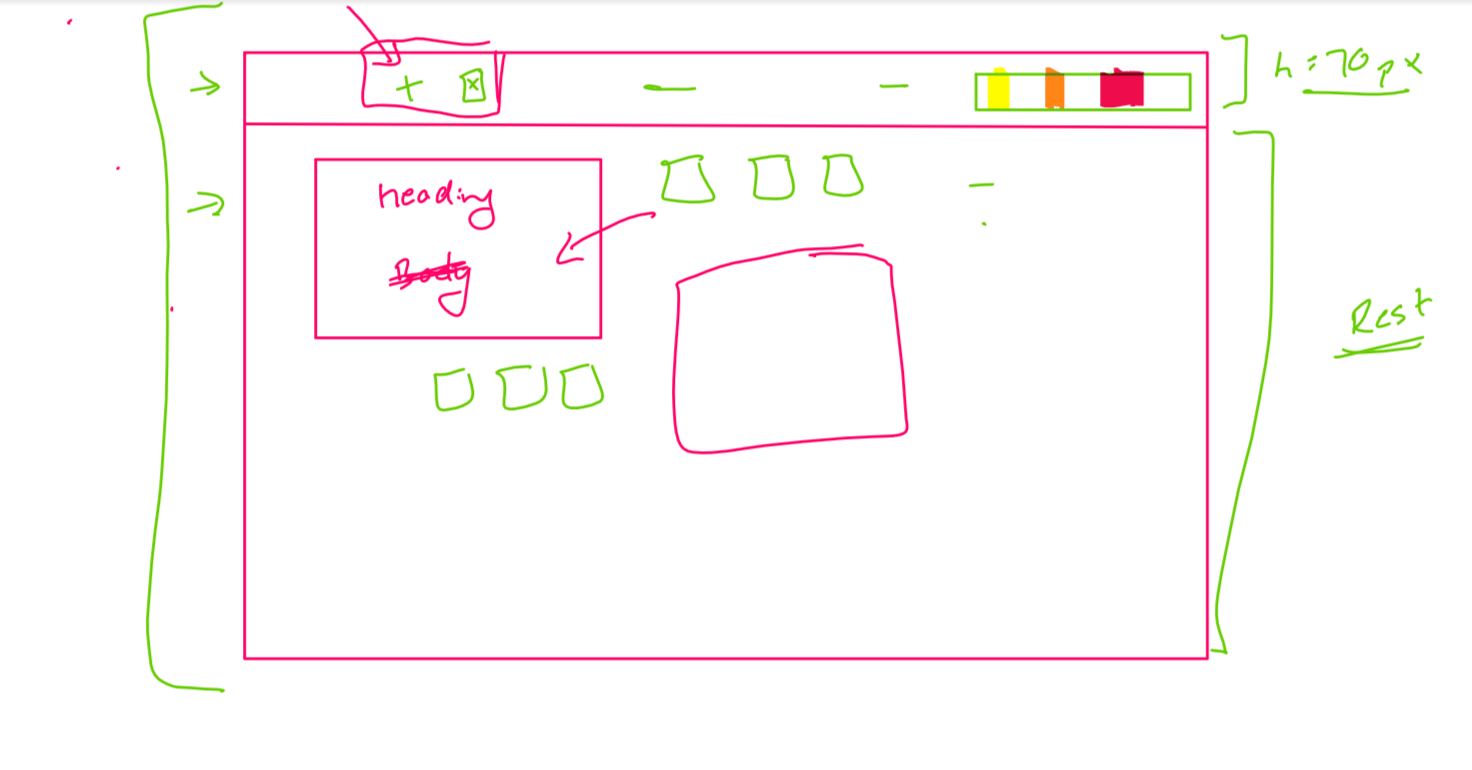 + x
h = 70px
heading
Body
Rest